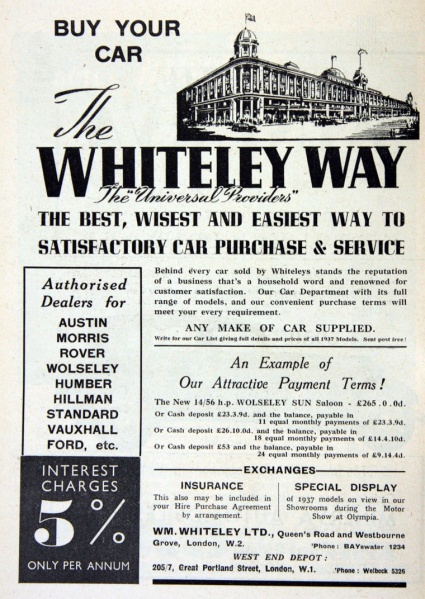 BUY YOUR
CAR
The
WHITELEY WAY
The "Universal Providers"
THE BEST, WISEST AND EASIEST WAY TO
SATISFACTORY CAR PURCHASE & SERVICE
Authorised
Dealers for
AUSTIN
MORRIS
ROVER
WOLSELEY
HUMBER
HILLMAN
STANDARD
VAUXHALL
FORD, etc.
INTEREST
CHARGES
5%
ONLY PER ANNUM
Behind every car sold by Whiteleys stands the reputation
of a business that's a household word and renowned for
customer satisfaction. Our Car Department with its full
range of models, and our convenient purchase terms will
meet your every requirement.
ANY MAKE OF CAR SUPPLIED.
Write for our Car List giving full details and prices of all 1937 Models. Sent post free!
An Example of
Our Attractive Payment Terms!
The New 14/56 h.p. WOLSELEY SUN Saloon - £265.0.0d.
Or Cash deposit £23.3.9d. and the balance, payable in
11 equal monthly payments of £23.3.9d.
Or Cash deposit £26.10.0d. and the balance, payable in
18 equal monthly payments of £14.4.10d.
Or Cash deposit £53 and the balance, payable in
24 equal monthly payments of £9.14.4d.
EXCHANGES
INSURANCE
This also may be included in
your Hire Purchase Agreement
by arrangement.
SPECIAL DISPLAY
of 1937 models on view in our
Showrooms during the Motor
Show at Olympia.
WM. WHITELEY LTD., Queen's Road and Westbourne
Grove, London, W.2. 'Phone: BAYswater 1234
WEST END DEPOT:
205/7, Great Portland Street, London, W.1. 'Phone: Welbeck 5326